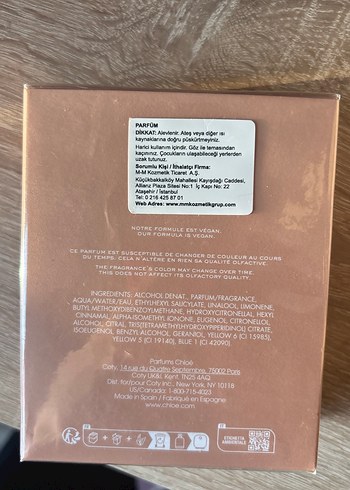 PARFÜM
DİKKAT: Alevlenir. Ateş veya diğer ısı
kaynaklarına doğru püskürtmeyiniz.
Harici kullanım içindir. Göz ile temasından
kaçınınız. Çocukların ulaşabileceği yerlerden
uzak tutunuz.
Sorumlu Kişi / İthalatçı Firma:
M-M Kozmetik Ticaret A.Ş.
Küçükbakkalköy Mahallesi Kayışdağı Caddesi,
Allianz Plaza Sitesi No:1 İç Kapı No: 22
Ataşehir / İstanbul
Tel: 0 216 425 87 01
Web Adres: www.mmkozmetikgrup.com
NOTRE FORMULE EST VEGAN.
OUR FORMULA IS VEGAN.
CE PARFUM EST SUSCEPTIBLE DE CHANGER DE COULEUR AU COURS
DU TEMPS. CELA N'ALTÈRE EN RIEN SA QUALITÉ OLFACTIVE.
THE FRAGRANCE'S COLOR MAY CHANGE OVER TIME.
THIS DOES NOT AFFECT ITS OLFACTORY QUALITY.
INGREDIENTS: ALCOHOL DENAT., PARFUM/FRAGRANCE,
AQUA/WATER/EAU, ETHYLHEXYL SALICYLATE, LINALOOL, LIMONENE,
BUTYL METHOXYDIBENZOYLMETHANE, HYDROXYCITRONELLAL, HEXYL
CINNAMAL, ALPHA-ISOMETHYL IONONE, EUGENOL, CITRONELLOL,
ALCOHOL, CITRAL, TRIS(TETRAMETHYLHYDROXYPIPERIDINOL) CITRATE,
ISOEUGENOL, BENZYL ALCOHOL, GERANIOL, YELLOW 6 (CI 15985),
YELLOW 5 (CI 19140), BLUE 1 (CI 42090).
Parfums Chloé
Coty, 14 rue du Quatre Septembre, 75002 Paris
Coty UK&I, Kent, TN25 4AQ
Dist. for/pour Coty Inc., New York, NY 10118
US/Canada 1-800-715-4023
Made in Spain / Fabriqué en Espagne
www.chloe.com
ETICHETTA
AMBIENTALE